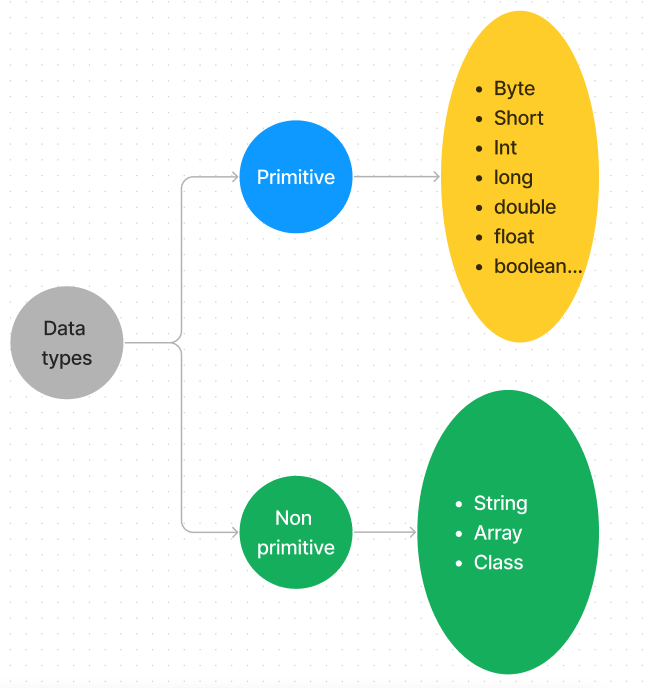 Data
types
Primitive
• Byte
• Short
• Int
• long
• double
• float
• boolean...
Non
primitive
• String
• Array
• Class